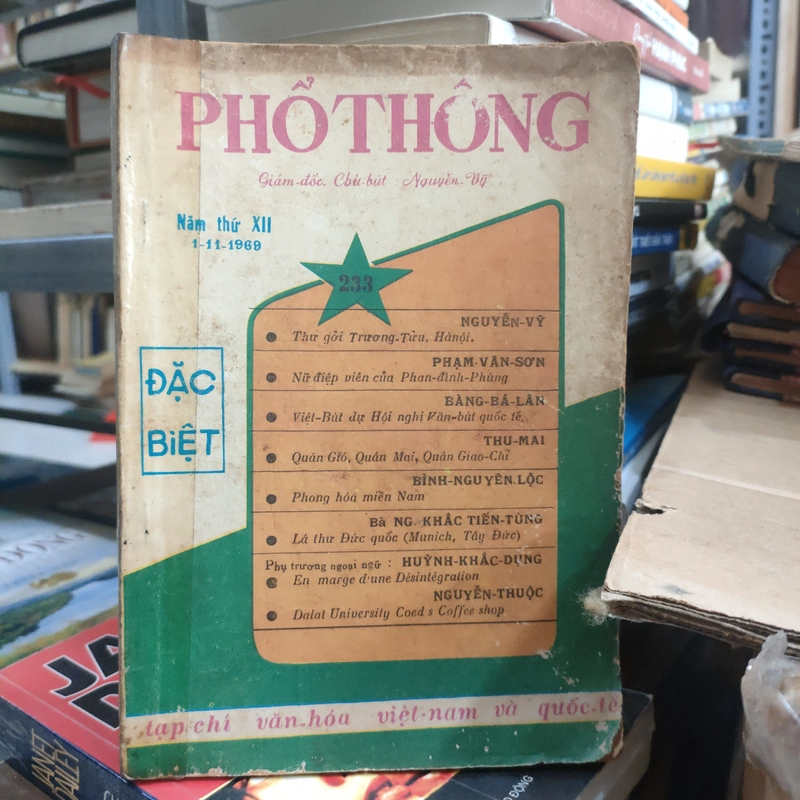 PHỔ THÔNG
Giám-đốc, Chủ-bút Nguyễn-Vỹ
Năm thứ XII
1-11-1969
233
NGUYỄN-VỸ
Thư gởi Trương-Tửu, Hànội.
PHẠM-VĂN-SƠN
Nữ điệp viên của Phan-đình-Phùng
BÀNG-BÁ-LÂN
Việt-Bút dự Hội nghị Văn-bút quốc tế.
THU-MAI
Quán Gió, Quán Mai, Quán Giao-Chỉ
BÌNH-NGUYÊN.LỘC
Phong hóa miền Nam
Bà NG. KHẮC TIẾN-TÙNG
Lá thư Đức quốc (Munich, Tây Đức)
Phụ trương ngoại ngữ : HUỲNH-KHẮC-DỤNG
En marge d'une Désintégration
NGUYỄN-THUỘC
Dalat University Coed s Coffee shop
ĐẶC
BIỆT
tạp-chí văn-hóa việt-nam và quốc-tế
JANET
DAILEY